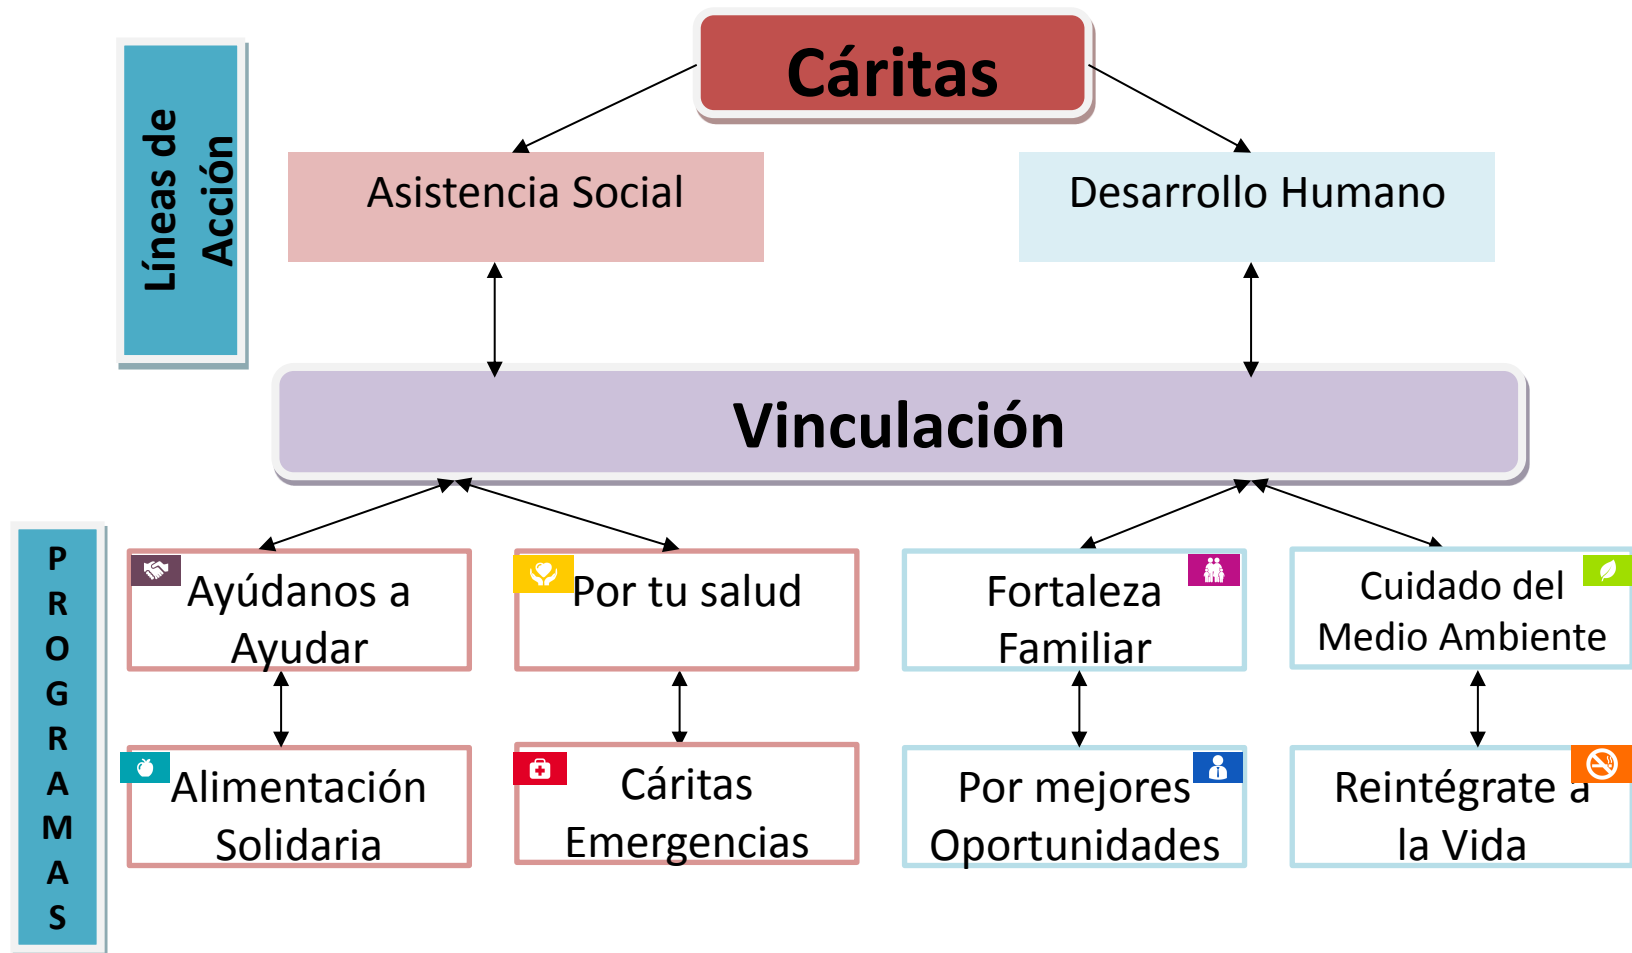 Cáritas
Líneas de
Acción
Asistencia Social
Desarrollo Humano
Vinculación
PROGRAMAS
Ayúdanos a
Ayudar
Por tu salud
Fortaleza
Familiar
Cuidado del
Medio Ambiente
Alimentación
Solidaria
Cáritas
Emergencias
Por mejores
Oportunidades
Reintégrate a
la Vida